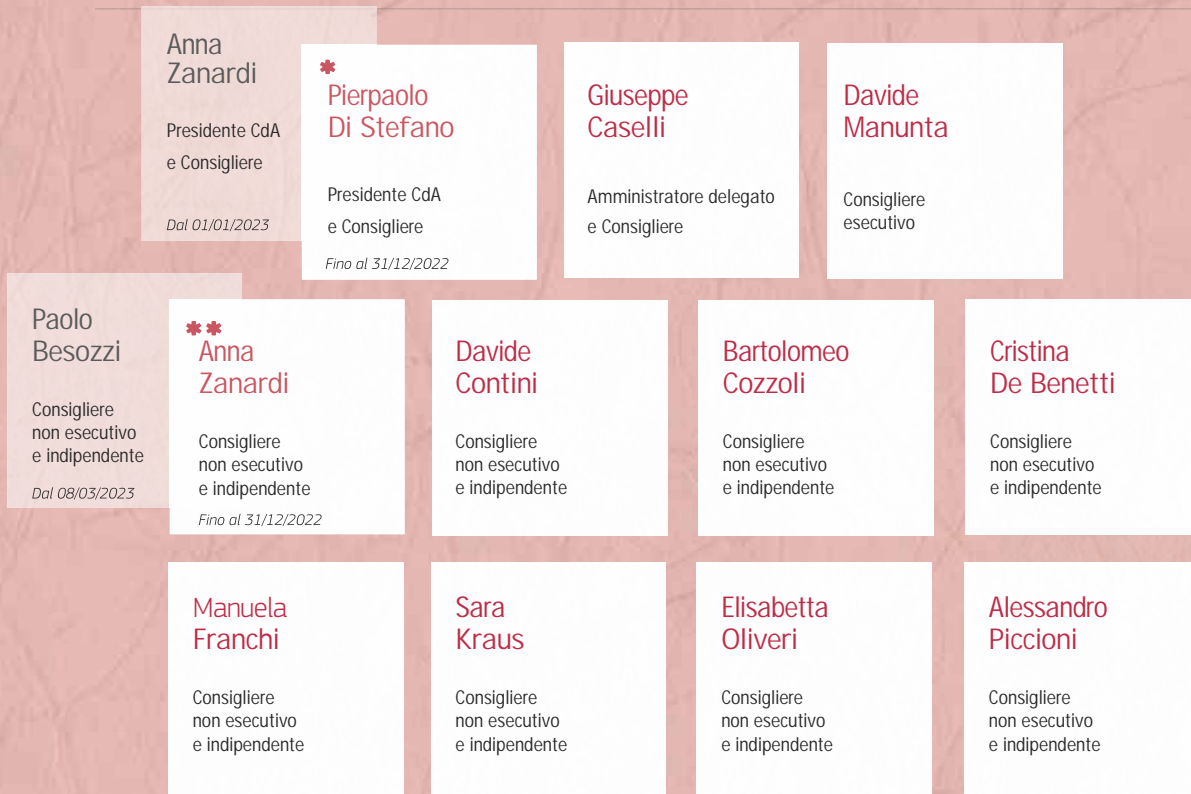 Anna
Zanardi
Presidente CdA
e Consigliere
Dal 01/01/2023
*
Pierpaolo
Di Stefano
Presidente CdA
e Consigliere
Fino al 31/12/2022
Giuseppe
Caselli
Amministratore delegato
e Consigliere
Davide
Manunta
Consigliere
esecutivo
Paolo
Besozzi
Consigliere
non esecutivo
e indipendente
Dal 08/03/2023
**
Anna
Zanardi
Consigliere
non esecutivo
e indipendente
Fino al 31/12/2022
Davide
Contini
Consigliere
non esecutivo
e indipendente
Bartolomeo
Cozzoli
Consigliere
non esecutivo
e indipendente
Cristina
De Benetti
Consigliere
non esecutivo
e indipendente
Manuela
Franchi
Consigliere
non esecutivo
e indipendente
Sara
Kraus
Consigliere
non esecutivo
e indipendente
Elisabetta
Oliveri
Consigliere
non esecutivo
e indipendente
Alessandro
Piccioni
Consigliere
non esecutivo
e indipendente